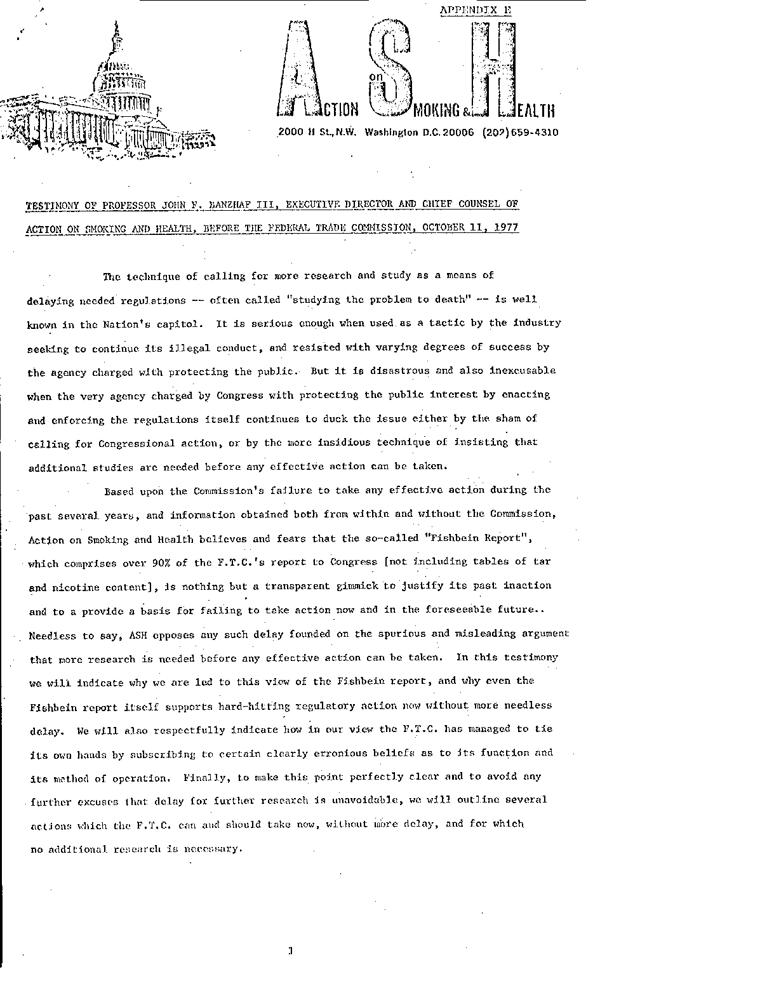 APPENDIX E
ACTION on SMOKING & HEALTH
2000 H St., N.W. Washington D.C. 20006 (202) 659-4310
TESTIMONY OF PROFESSOR JOHN F. BANZHAF III, EXECUTIVE DIRECTOR AND CHIEF COUNSEL OF
ACTION ON SMOKING AND HEALTH, BEFORE THE FEDERAL TRADE COMMISSION, OCTOBER 11, 1977
The technique of calling for more research and study as a means of
delaying needed regulations -- often called "studying the problem to death" -- is well
known in the Nation's capitol. It is serious enough when used as a tactic by the industry
seeking to continue its illegal conduct, and resisted with varying degrees of success by
the agency charged with protecting the public. But it is disastrous and also inexcusable
when the very agency charged by Congress with protecting the public interest by enacting
and enforcing the regulations itself continues to duck the issue either by the sham of
calling for Congressional action, or by the more insidious technique of insisting that
additional studies are needed before any effective action can be taken.
Based upon the Commission's failure to take any effective action during the
past several years, and information obtained both from within and without the Commission,
Action on Smoking and Health believes and fears that the so-called "Fishbein Report",
which comprises over 90% of the F.T.C.'s report to Congress [not including tables of tar
and nicotine content], is nothing but a transparent gimmick to justify its past inaction
and to a provide a basis for failing to take action now and in the foreseeable future..
Needless to say, ASH opposes any such delay founded on the spurious and misleading argument
that more research is needed before any effective action can be taken. In this testimony
we will indicate why we are led to this view of the Fishbein report, and why even the
Fishbein report itself supports hard-hitting regulatory action now without more needless
delay. We will also respectfully indicate how in our view the F.T.C. has managed to tie
its own hands by subscribing to certain clearly erronious beliefs as to its function and
its method of operation. Finally, to make this point perfectly clear and to avoid any
further excuses that delay for further research is unavoidable, we will outline several
actions which the F.T.C. can and should take now, without more delay, and for which
no additional research is necessary.
1